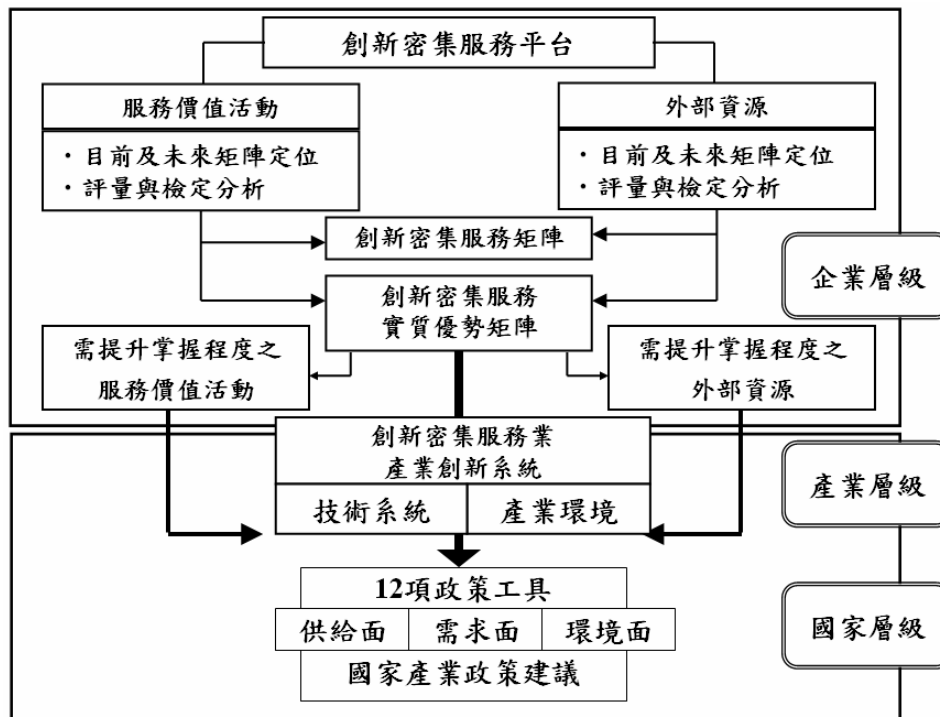 創新密集服務平台
服務價值活動
外部資源
·目前及未來矩陣定位
·評量與檢定分析
·目前及未來矩陣定位
·評量與檢定分析
創新密集服務矩陣
企業層級
創新密集服務
實質優勢矩陣
需提升掌握程度之
服務價值活動
需提升掌握程度之
外部資源
創新密集服務業
產業創新系統
技術系統
產業環境
產業層級
12項政策工具
供給面
需求面
環境面
國家產業政策建議
國家層級